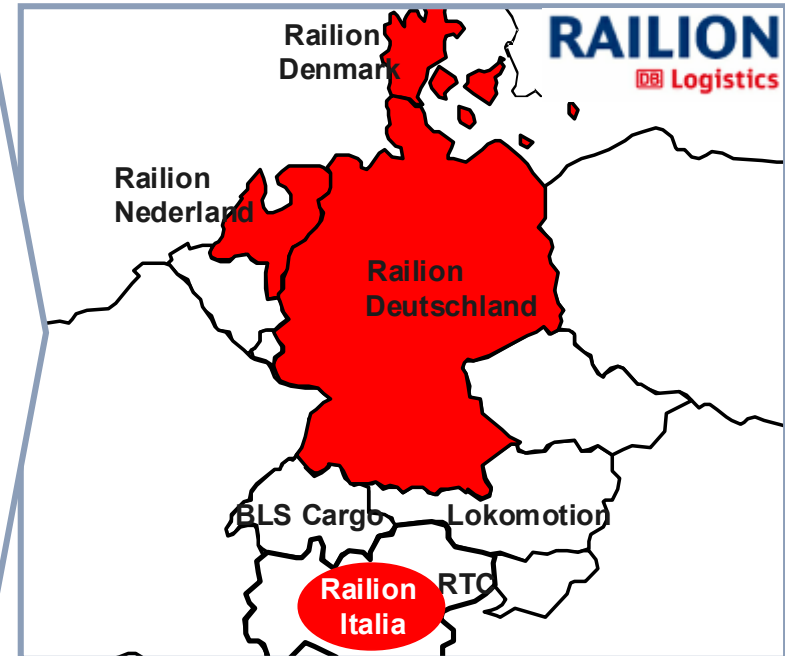 Railion
Denmark
RAILION
DB Logistics
Railion
Nederland
Railion
Deutschland
BLS Cargo
Lokomotion
RTC
Railion
Italia